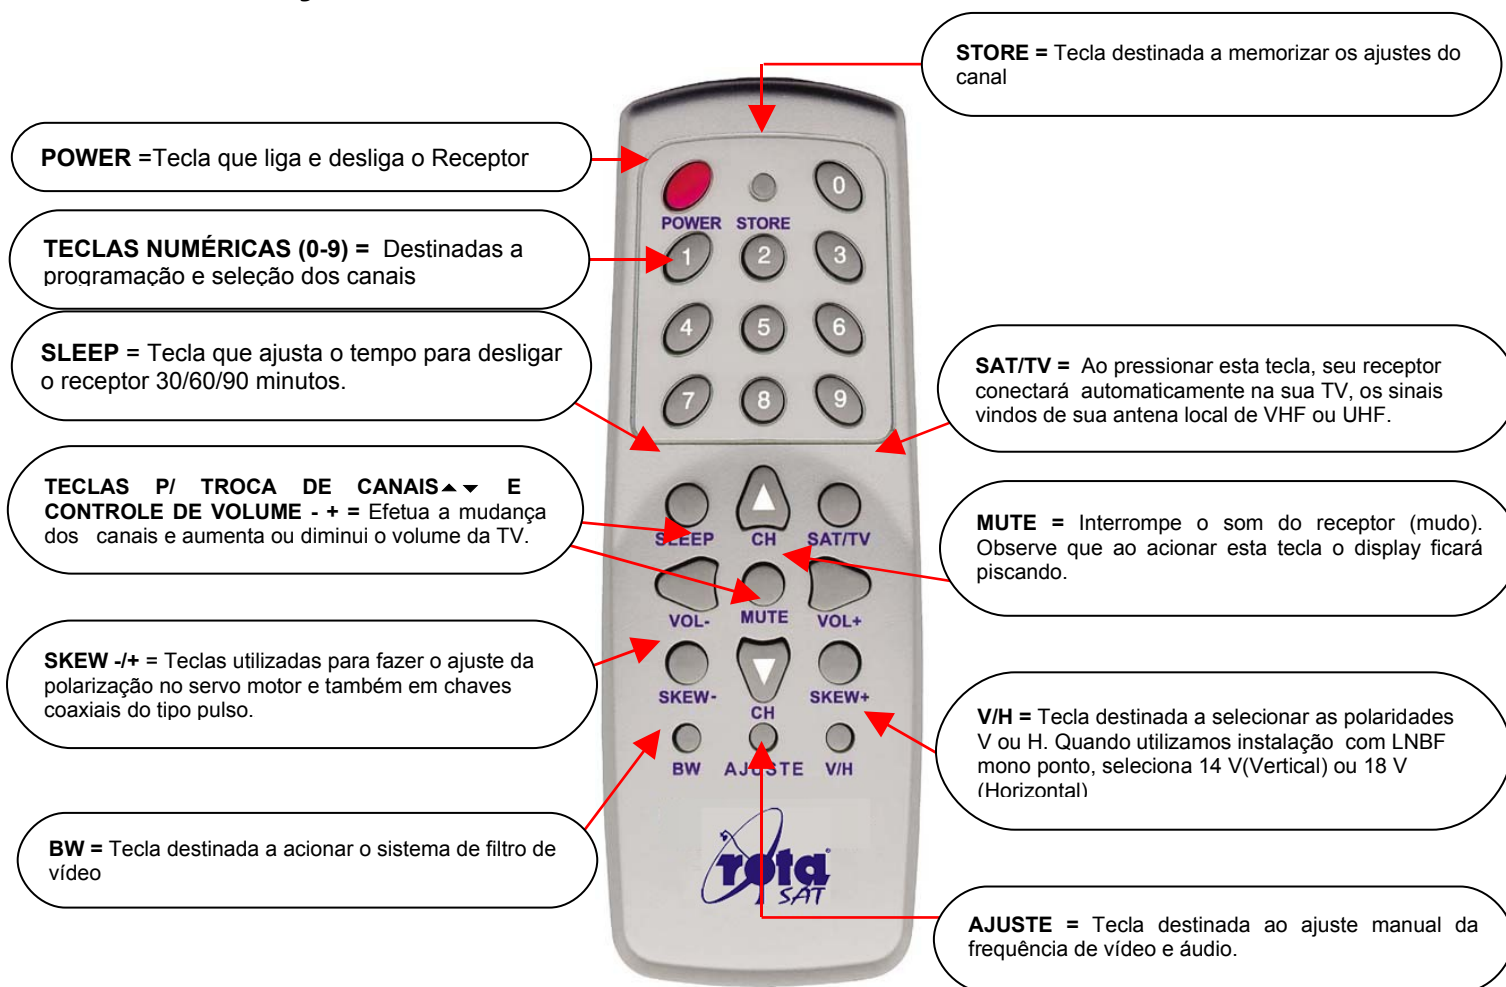 STORE = Tecla destinada a memorizar os ajustes do
canal
POWER =Tecla que liga e desliga o Receptor
TECLAS NUMÉRICAS (0-9) = Destinadas a
programação e seleção dos canais
SLEEP = Tecla que ajusta o tempo para desligar
o receptor 30/60/90 minutos.
TECLAS P/ TROCA DE CANAIS▲▼ E
CONTROLE DE VOLUME - + = Efetua a mudança
dos canais e aumenta ou diminui o volume da TV.
SKEW -/+ = Teclas utilizadas para fazer o ajuste da
polarização no servo motor e também em chaves
coaxiais do tipo pulso.
BW = Tecla destinada a acionar o sistema de filtro de
vídeo
0
POWER STORE
1 2 3
4 5 6
7 8 9
SLEEP CH SAT/TV
VOL- MUTE VOL+
SKEW- CH SKEW+
BW AJUSTE V/H
rota
SAT
SAT/TV = Ao pressionar esta tecla, seu receptor
conectará automaticamente na sua TV, os sinais
vindos de sua antena local de VHF ou UHF.
MUTE = Interrompe o som do receptor (mudo).
Observe que ao acionar esta tecla o display ficará
piscando.
V/H = Tecla destinada a selecionar as polaridades
V ou H. Quando utilizamos instalação com LNBF
mono ponto, seleciona 14 V(Vertical) ou 18 V
(Horizontal)
AJUSTE = Tecla destinada ao ajuste manual da
frequência de vídeo e áudio.